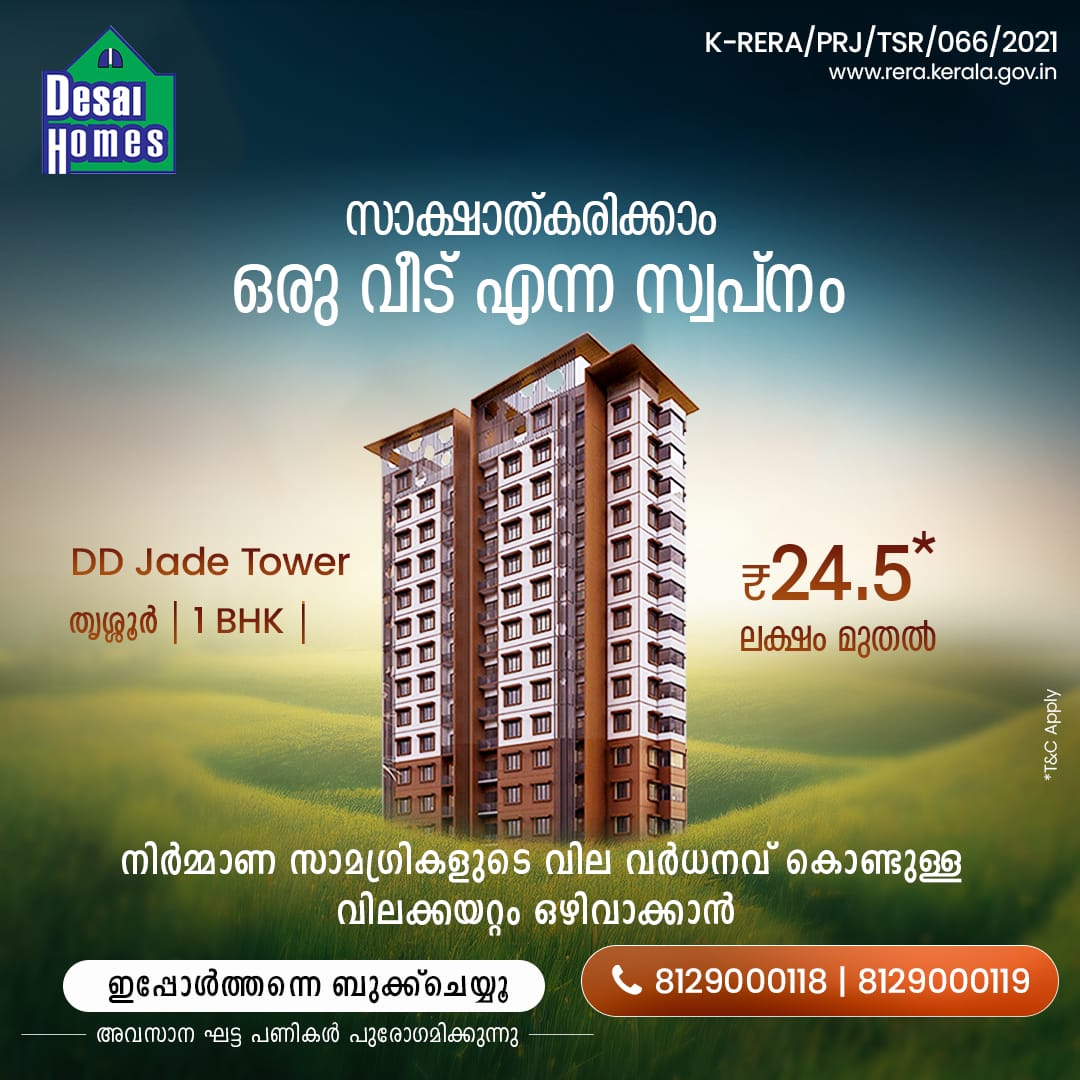 Desai
Homes
K-RERA/PRJ/TSR/066/2021
www.rera.kerala.gov.in
സാക്ഷാത്കരിക്കാം
ഒരു വീട് എന്ന സ്വപ്നം
DD Jade Tower
തൃശ്ശൂർ | 1 BHK |
₹24.5*
ലക്ഷം മുതൽ
*T&C Apply
നിർമ്മാണ സാമഗ്രികളുടെ വില വർധനവ് കൊണ്ടുള്ള
വിലക്കയറ്റം ഒഴിവാക്കാൻ
ഇപ്പോൾത്തന്നെ ബുക്ക്ചെയ്യൂ
8129000118 | 8129000119
അവസാന ഘട്ട പണികൾ പുരോഗമിക്കുന്നു